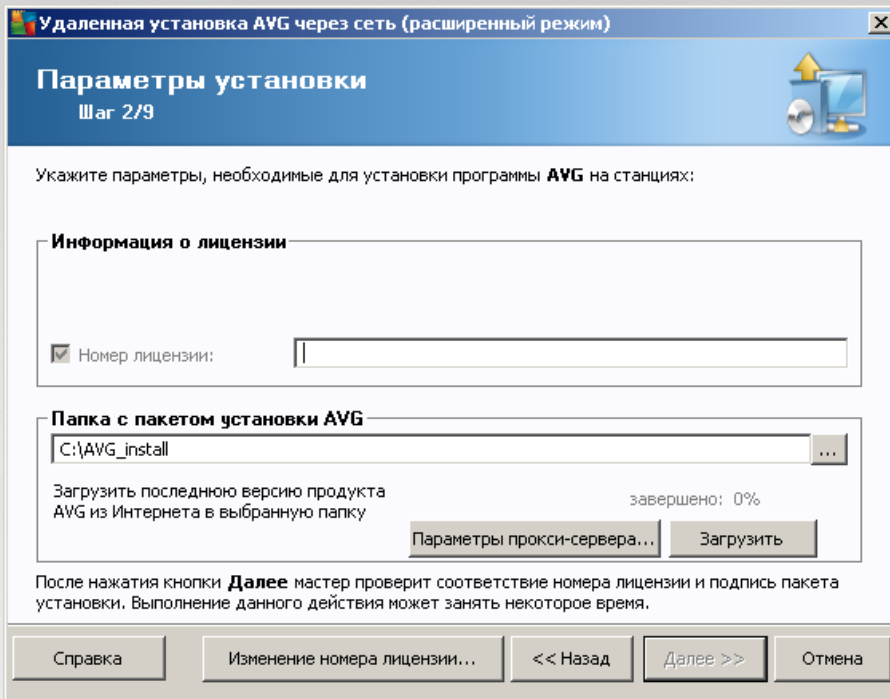 Удаленная установка AVG через сеть (расширенный режим)
Параметры установки
Шаг 2/9
Укажите параметры, необходимые для установки программы AVG на станциях:
Информация о лицензии
Номер лицензии:
Папка с пакетом установки AVG
C:\AVG_install
...
Загрузить последнюю версию продукта
AVG из Интернета в выбранную папку
завершено: 0%
Параметры прокси-сервера...
Загрузить
После нажатия кнопки Далее мастер проверит соответствие номера лицензии и подпись пакета
установки. Выполнение данного действия может занять некоторое время.
Справка
Изменение номера лицензии...
<< Назад
Далее >>
Отмена